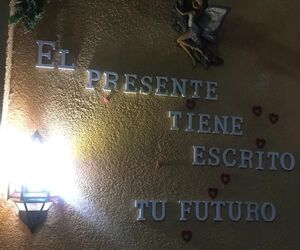 El
presente
tiene
escrito
tu futuro